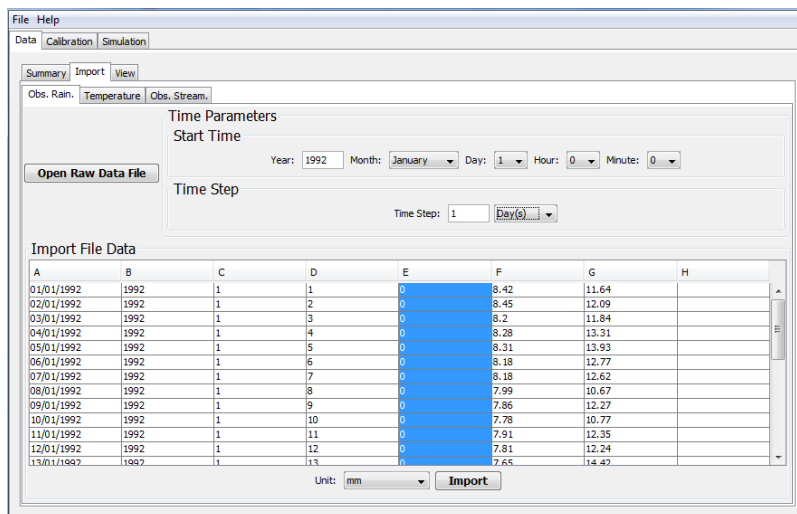 File Help
Data Calibration Simulation
Summary Import View
Obs. Rain. Temperature Obs. Stream.
Time Parameters
Start Time
Year: 1992 Month: January Day: 1 Hour: 0 Minute: 0
Open Raw Data File
Time Step
Time Step: 1 Day(s)
Import File Data
A B C D E F G H
01/01/1992 1992 1 1 0 8.42 11.64
02/01/1992 1992 1 2 0 8.45 12.09
03/01/1992 1992 1 3 0 8.2 11.84
04/01/1992 1992 1 4 0 8.28 13.31
05/01/1992 1992 1 5 0 8.31 13.93
06/01/1992 1992 1 6 0 8.18 12.77
07/01/1992 1992 1 7 0 8.18 12.62
08/01/1992 1992 1 8 0 7.99 10.67
09/01/1992 1992 1 9 0 7.86 12.27
10/01/1992 1992 1 10 0 7.78 10.77
11/01/1992 1992 1 11 0 7.91 12.35
12/01/1992 1992 1 12 0 7.81 12.24
13/01/1992 1992 1 13 0 7.65 14.42
Unit: mm Import